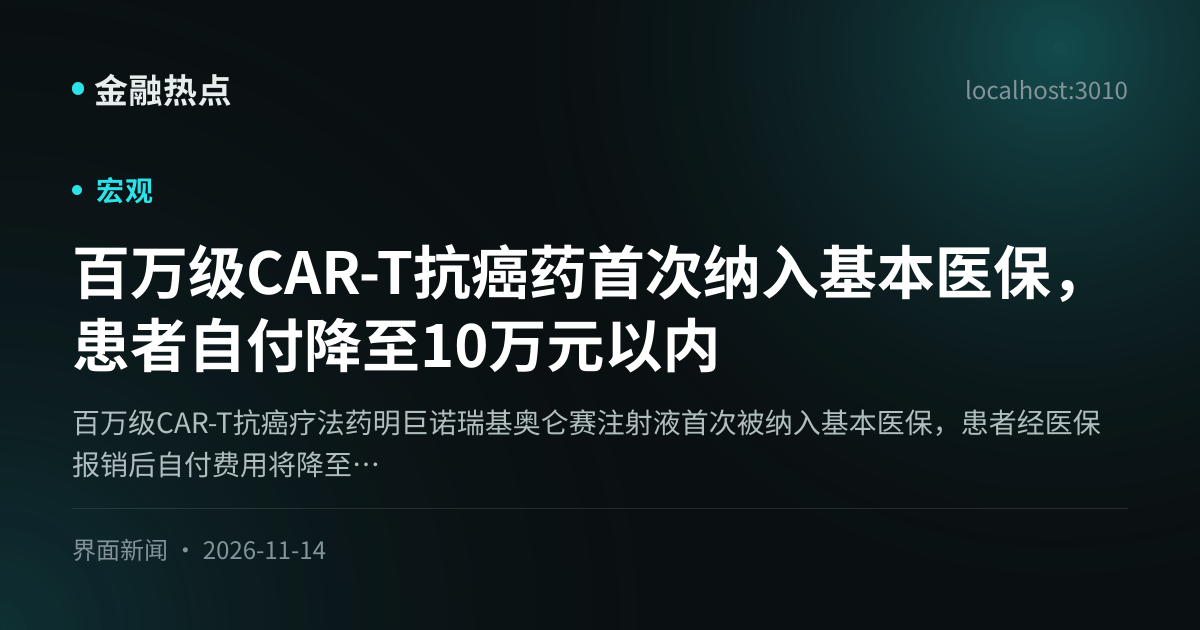 金融热点
localhost:3010
宏观
百万级CAR-T抗癌药首次纳入基本医保，
患者自付降至10万元以内
百万级CAR-T抗癌疗法药明巨诺瑞基奥仑赛注射液首次被纳入基本医保，患者经医保
报销后自付费用将降至…
界面新闻 • 2026-11-14